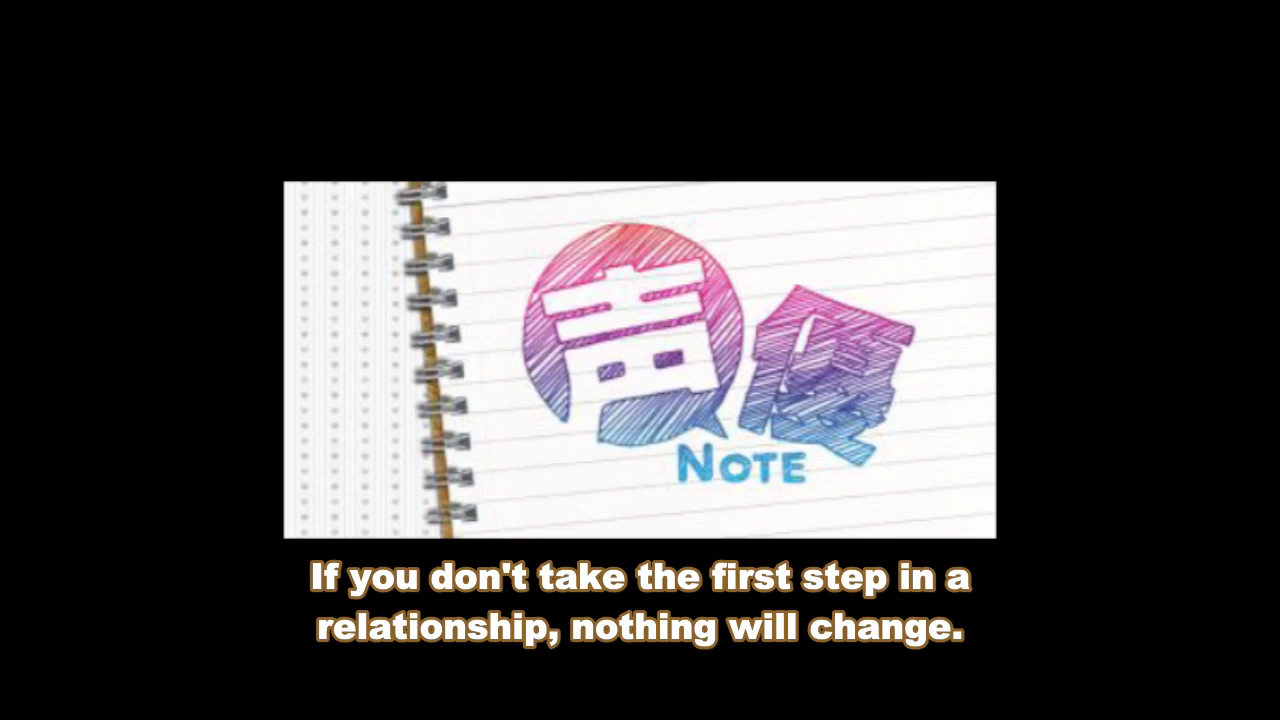 声優
NOTE
If you don't take the first step in a
relationship, nothing will change.